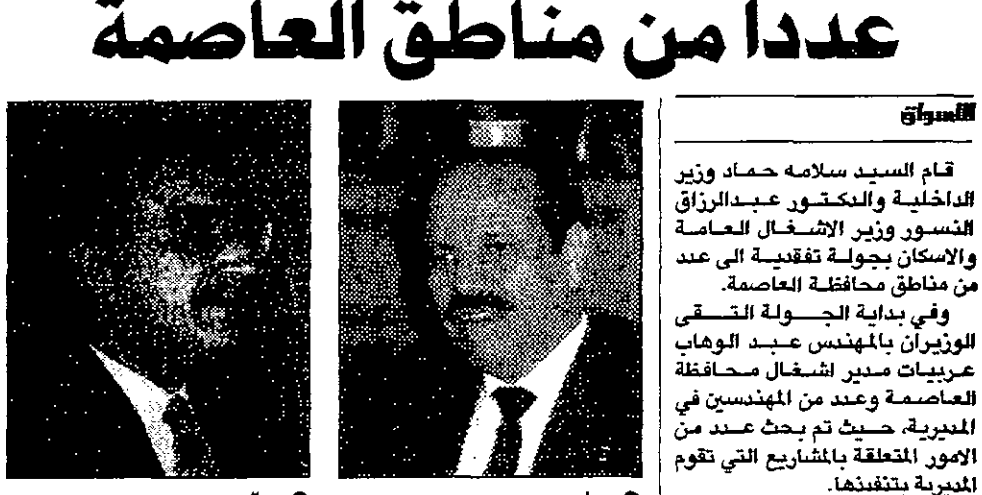 عددا من مناطق العاصمة
الاسواق
قام السيد سلامه حماد وزير
الداخلية والدكتور عبدالرزاق
النسور وزير الاشغال العامة
والاسكان بجولة تفقدية الى عدد
من مناطق محافظة العاصمة.
وفي بداية الجولة التقى
الوزيران بالمهندس عبد الوهاب
عربيات مدير اشغال محافظة
العاصمة وعدد من المهندسين في
المديرية، حيث تم بحث عدد من
الامور المتعلقة بالمشاريع التي تقوم
المديرية بتنفيذها.